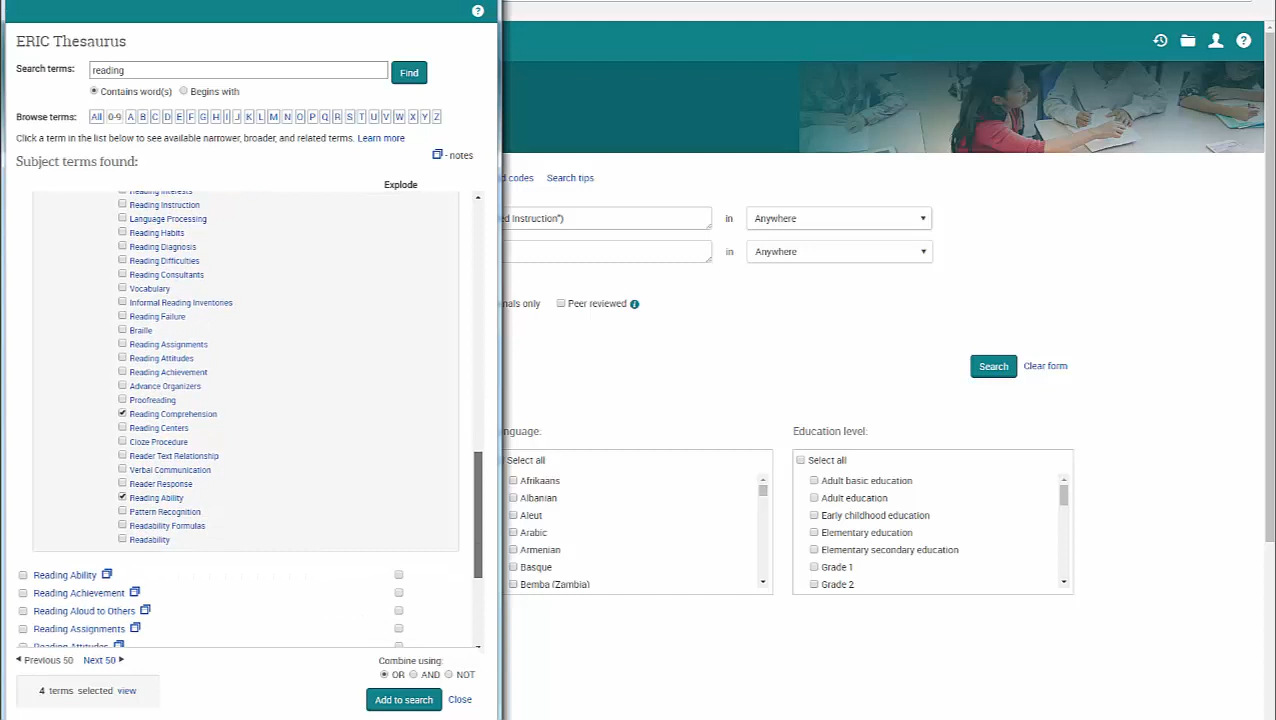 ERIC Thesaurus
Search terms: reading Find
Contains word(s) Begins with
Browse terms: All 0-9 A B C D E F G H I J K L M N O P Q R S T U V W X Y Z
Click a term in the list below to see available narrower, broader, and related terms. Learn more
Subject terms found:
- notes
Explode
Reading Interests
Reading Instruction
Language Processing
Reading Habits
Reading Diagnosis
Reading Difficulties
Reading Consultants
Vocabulary
Informal Reading Inventories
Reading Failure
Braille
Reading Assignments
Reading Attitudes
Reading Achievement
Advance Organizers
Proofreading
Reading Comprehension
Reading Centers
Cloze Procedure
Reader Text Relationship
Verbal Communication
Reader Response
Reading Ability
Pattern Recognition
Readability Formulas
Readability
Reading Ability
Reading Achievement
Reading Aloud to Others
Reading Assignments
Reading Attitudes
Previous 50 Next 50
Combine using:
OR AND NOT
4 terms selected view
Add to search Close
d codes Search tips
ed Instruction") in Anywhere
in Anywhere
nals only Peer reviewed
Search Clear form
nguage:
Select all
Afrikaans
Albanian
Aleut
Arabic
Armenian
Basque
Bemba (Zambia)
Education level:
Select all
Adult basic education
Adult education
Early childhood education
Elementary education
Elementary secondary education
Grade 1
Grade 2